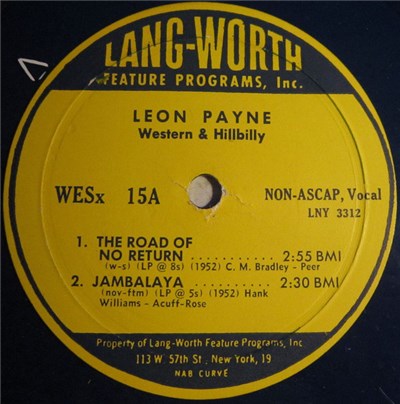 LANG-WORTH
FEATURE PROGRAMS, Inc.
LEON PAYNE
Western & Hillbilly
WESx 15A
NON-ASCAP, Vocal
LNY 3312
1. THE ROAD OF
NO RETURN ........... 2:55 BMI
(w-s) (LP @ 8s) (1952) C. M. Bradley - Peer
2. JAMBALAYA .......... 2:30 BMI
(nov-ftm) (LP @ 5s) (1952) Hank
Williams - Acuff-Rose
Property of Lang-Worth Feature Programs, Inc
113 W 57th St, New York, 19
NAB CURVE